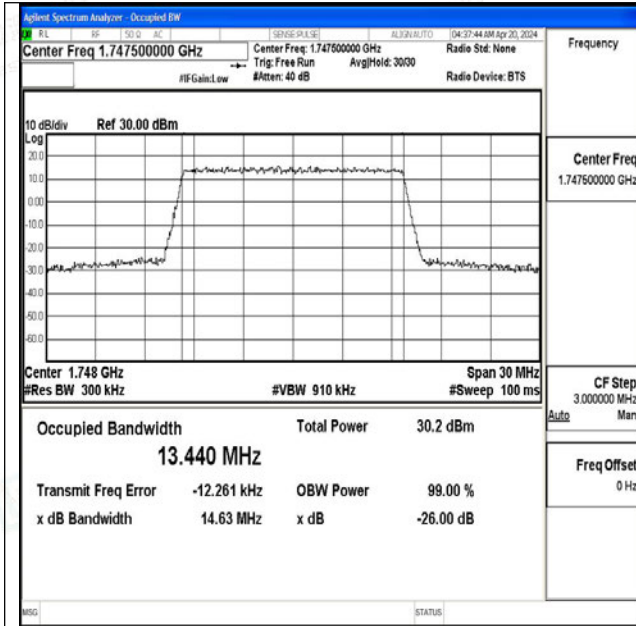 Agilent Spectrum Analyzer - Occupied BW
RL RF 50 Ω AC SENSE:PULSE ALIGNAUTO 04:37:44 AM Apr 20, 2024
Center Freq 1.747500000 GHz
Center Freq: 1.747500000 GHz
Radio Std: None
Trig: Free Run Avg|Hold: 30/30
#IFGain:Low #Atten: 40 dB Radio Device: BTS
10 dB/div Ref 30.00 dBm
Log
20.0
10.0
0.00
-10.0
-20.0
-30.0
-40.0
-50.0
-60.0
Center 1.748 GHz Span 30 MHz
#Res BW 300 kHz #VBW 910 kHz #Sweep 100 ms
Occupied Bandwidth Total Power 30.2 dBm
13.440 MHz
Transmit Freq Error -12.261 kHz OBW Power 99.00 %
x dB Bandwidth 14.63 MHz x dB -26.00 dB
MSG STATUS
Frequency
Center Freq
1.747500000 GHz
CF Step
3.000000 MHz
Auto Man
Freq Offset
0 Hz